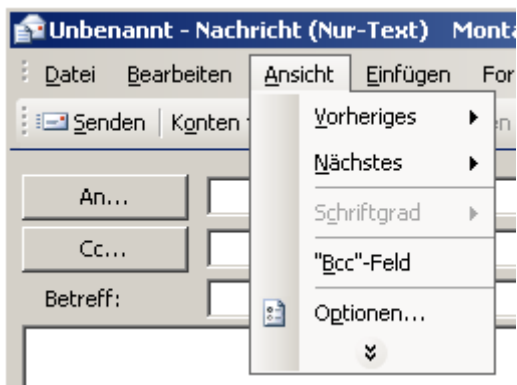 Unbenannt - Nachricht (Nur-Text) Monta
Datei Bearbeiten Ansicht Einfügen For
Senden Konten
Vorheriges
Nächstes
An...
Schriftgrad
Cc...
"Bcc"-Feld
Betreff:
Optionen...